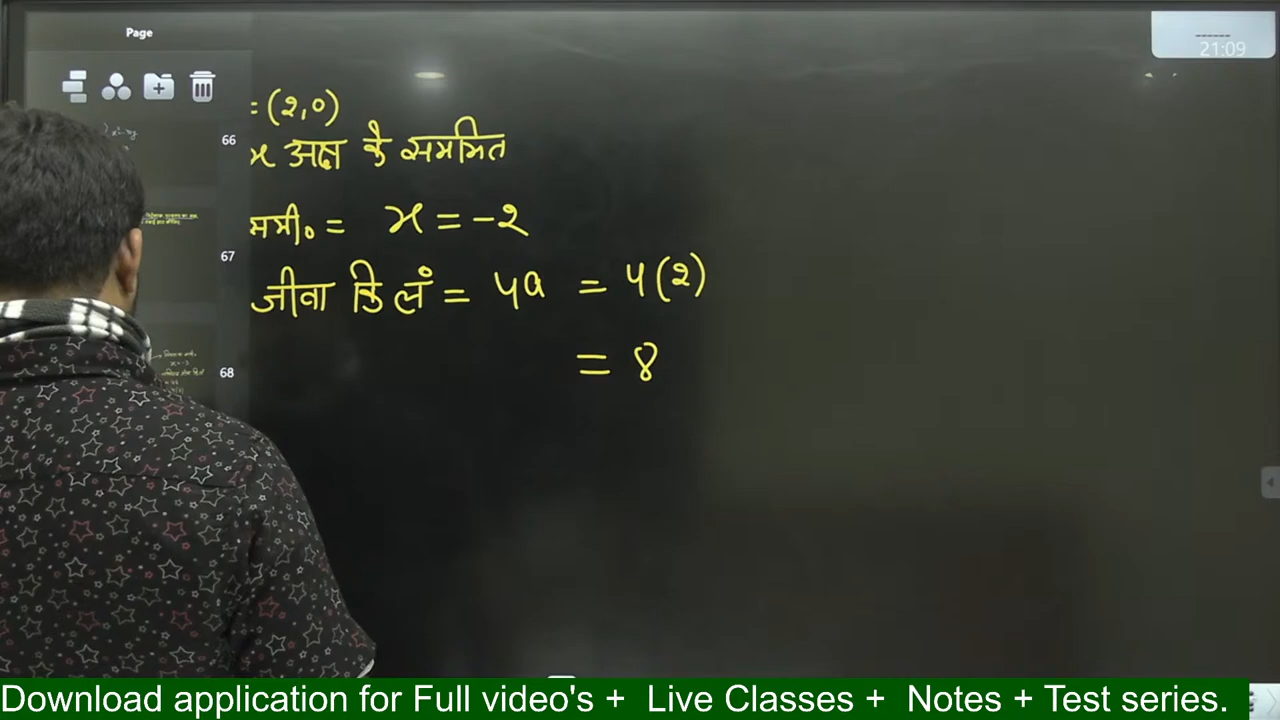 Page
21:09
= (2,0)
66
x अक्ष के सममित
समी० = x = -2
67
जीवा कि लं = 4a = 4(2)
68
= 8
Download application for Full video's + Live Classes + Notes + Test series.